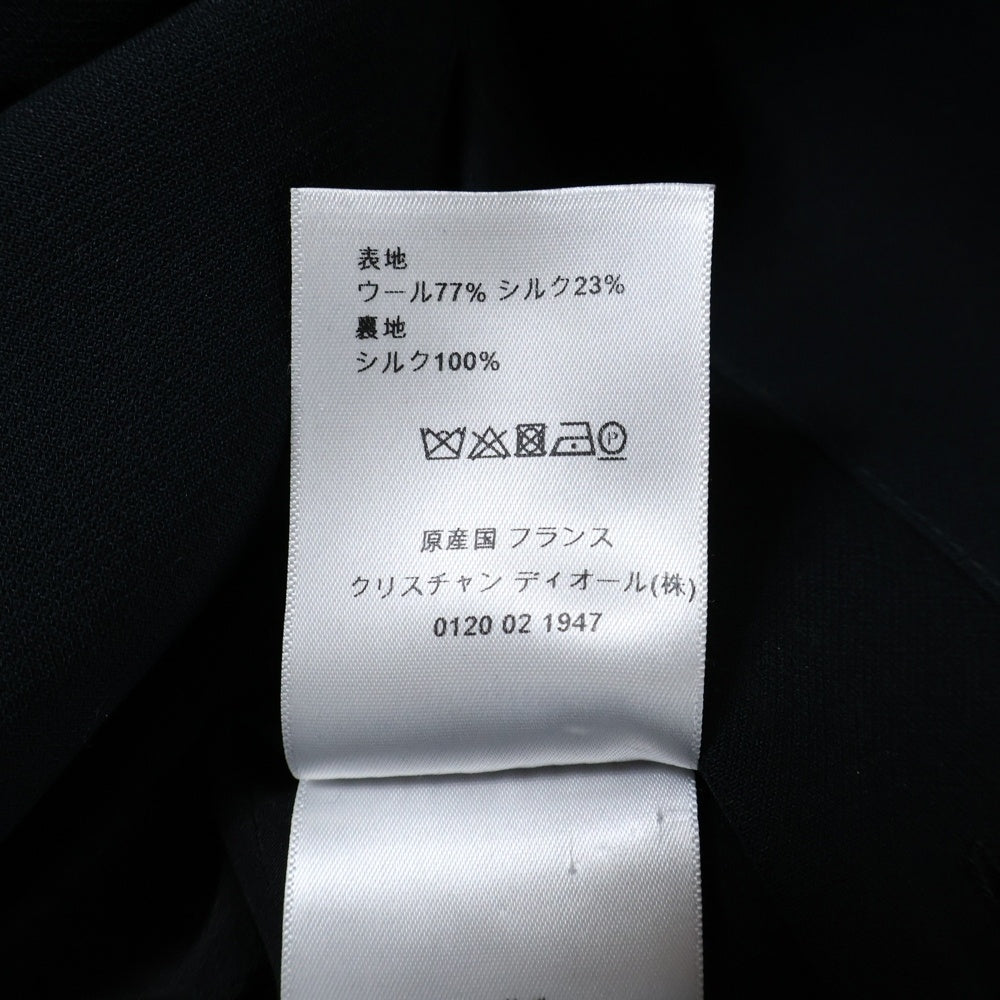 表地
ウール77% シルク23%
裏地
シルク100%
P
原産国 フランス
クリスチャン ディオール(株)
0120 02 1947